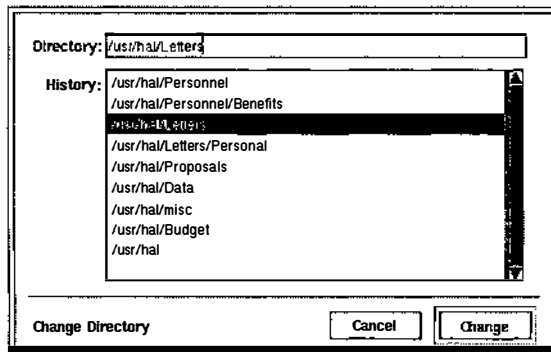 Directory: /usr/hal/Letters
History: /usr/hal/Personnel
/usr/hal/Personnel/Benefits
/usr/hal/Letters
/usr/hal/Letters/Personal
/usr/hal/Proposals
/usr/hal/Data
/usr/hal/misc
/usr/hal/Budget
/usr/hal
Change Directory Cancel Change